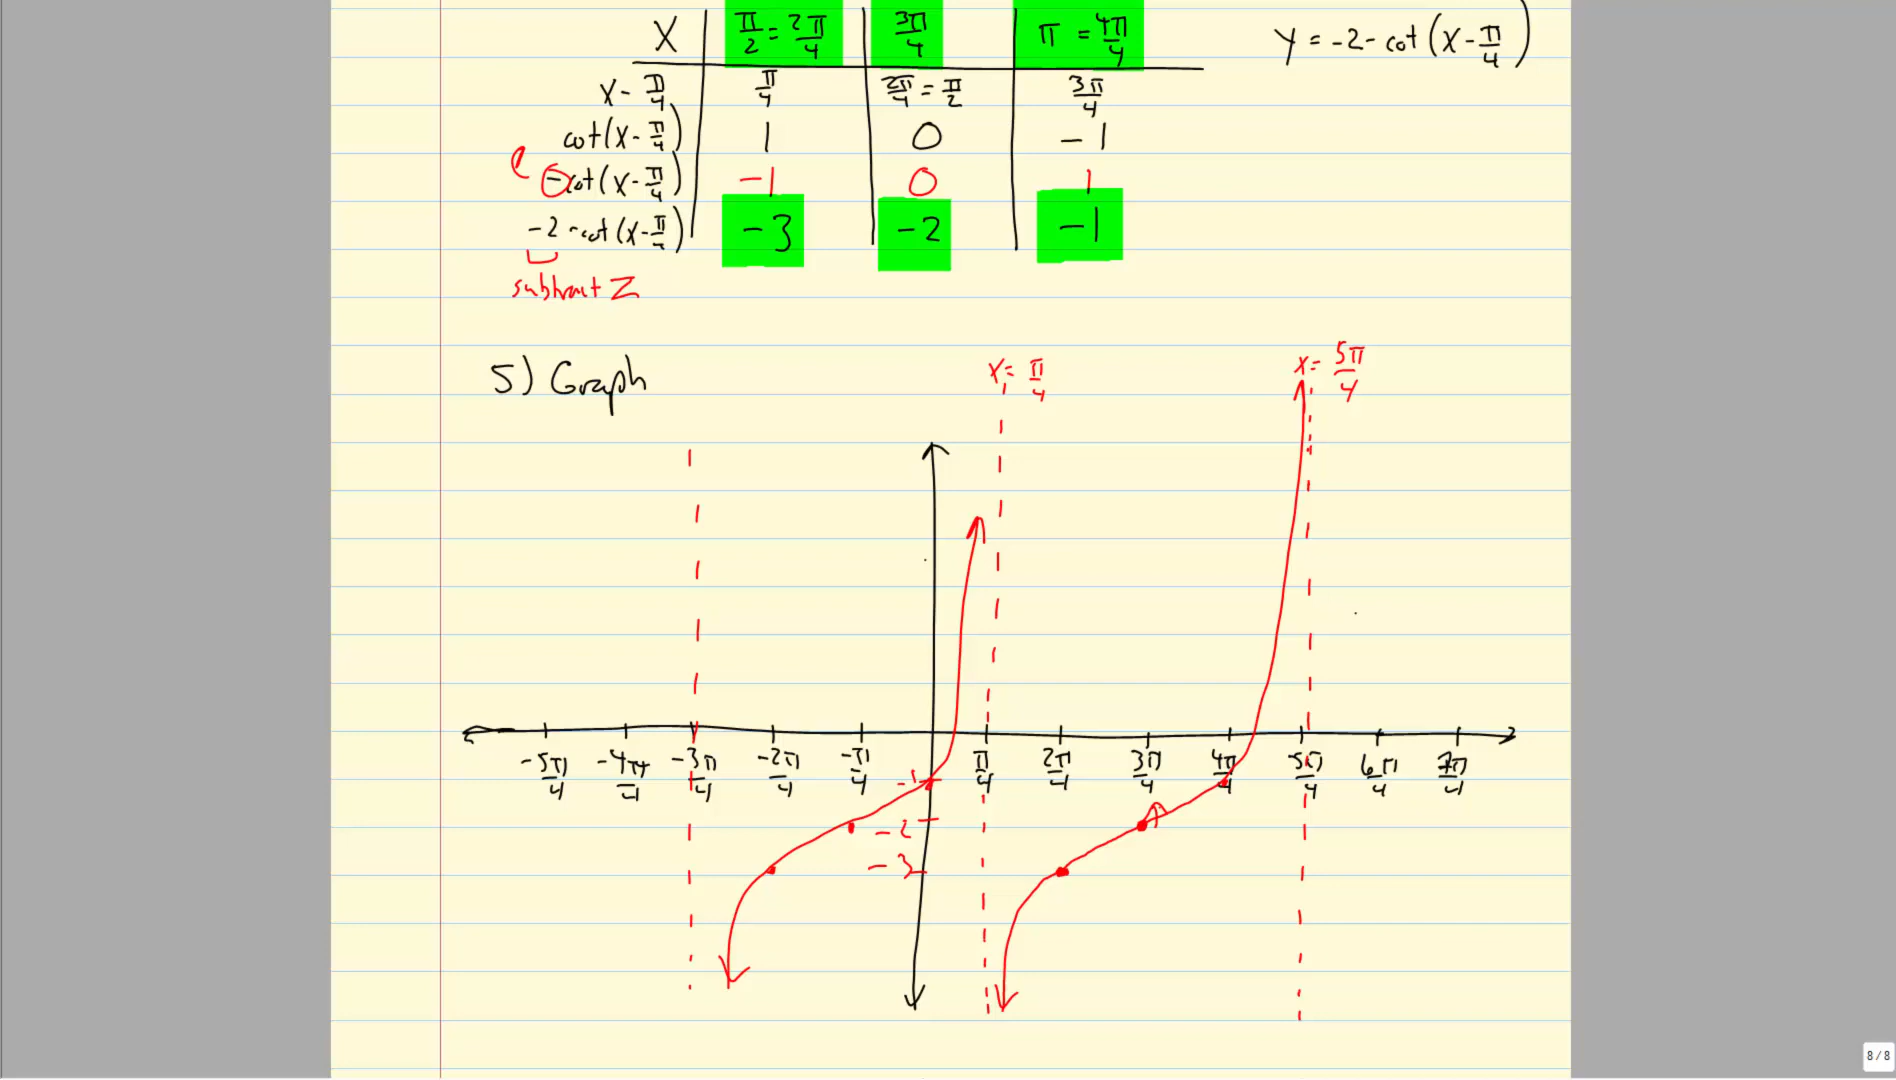 X | π/2 = 2π/4 | 3π/4 | π = 4π/4
y = -2 - cot(x - π/4)
x - π/4 | π/4 | 2π/4 = π/2 | 3π/4
cot(x - π/4) | 1 | 0 | -1
-cot(x - π/4) | -1 | 0 | 1
-2 - cot(x - π/4) | -3 | -2 | -1
subtract 2
5) Graph
x = π/4
x = 5π/4
-5π/4 -4π/4 -3π/4 -2π/4 -π/4 π/4 2π/4 3π/4 4π/4 5π/4 6π/4 7π/4
-1
-2
-3
8 / 8